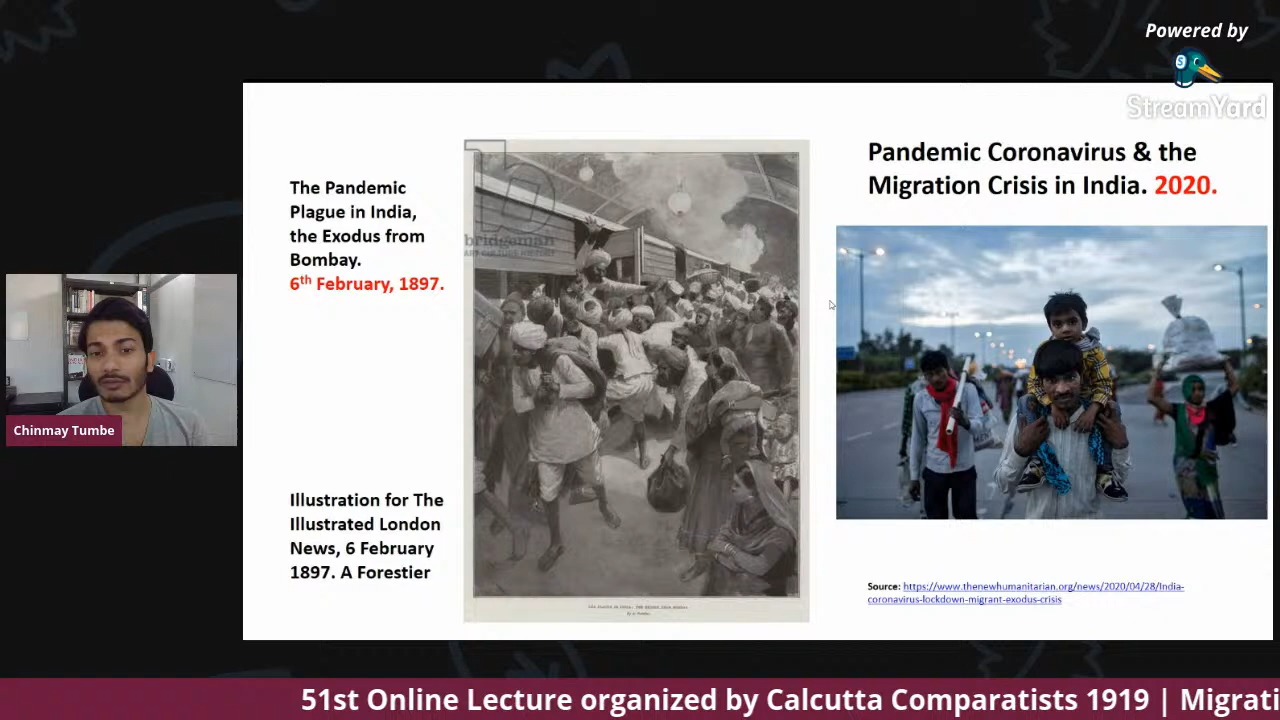 Powered by
StreamYard
The Pandemic
Plague in India,
the Exodus from
Bombay.
6th February, 1897.
bridgeman
Illustration for The
Illustrated London
News, 6 February
1897. A Forestier
Pandemic Coronavirus & the
Migration Crisis in India. 2020.
Source: https://www.thenewhumanitarian.org/news/2020/04/28/India-
coronavirus-lockdown-migrant-exodus-crisis
Chinmay Tumbe
51st Online Lecture organized by Calcutta Comparatists 1919 | Migrati